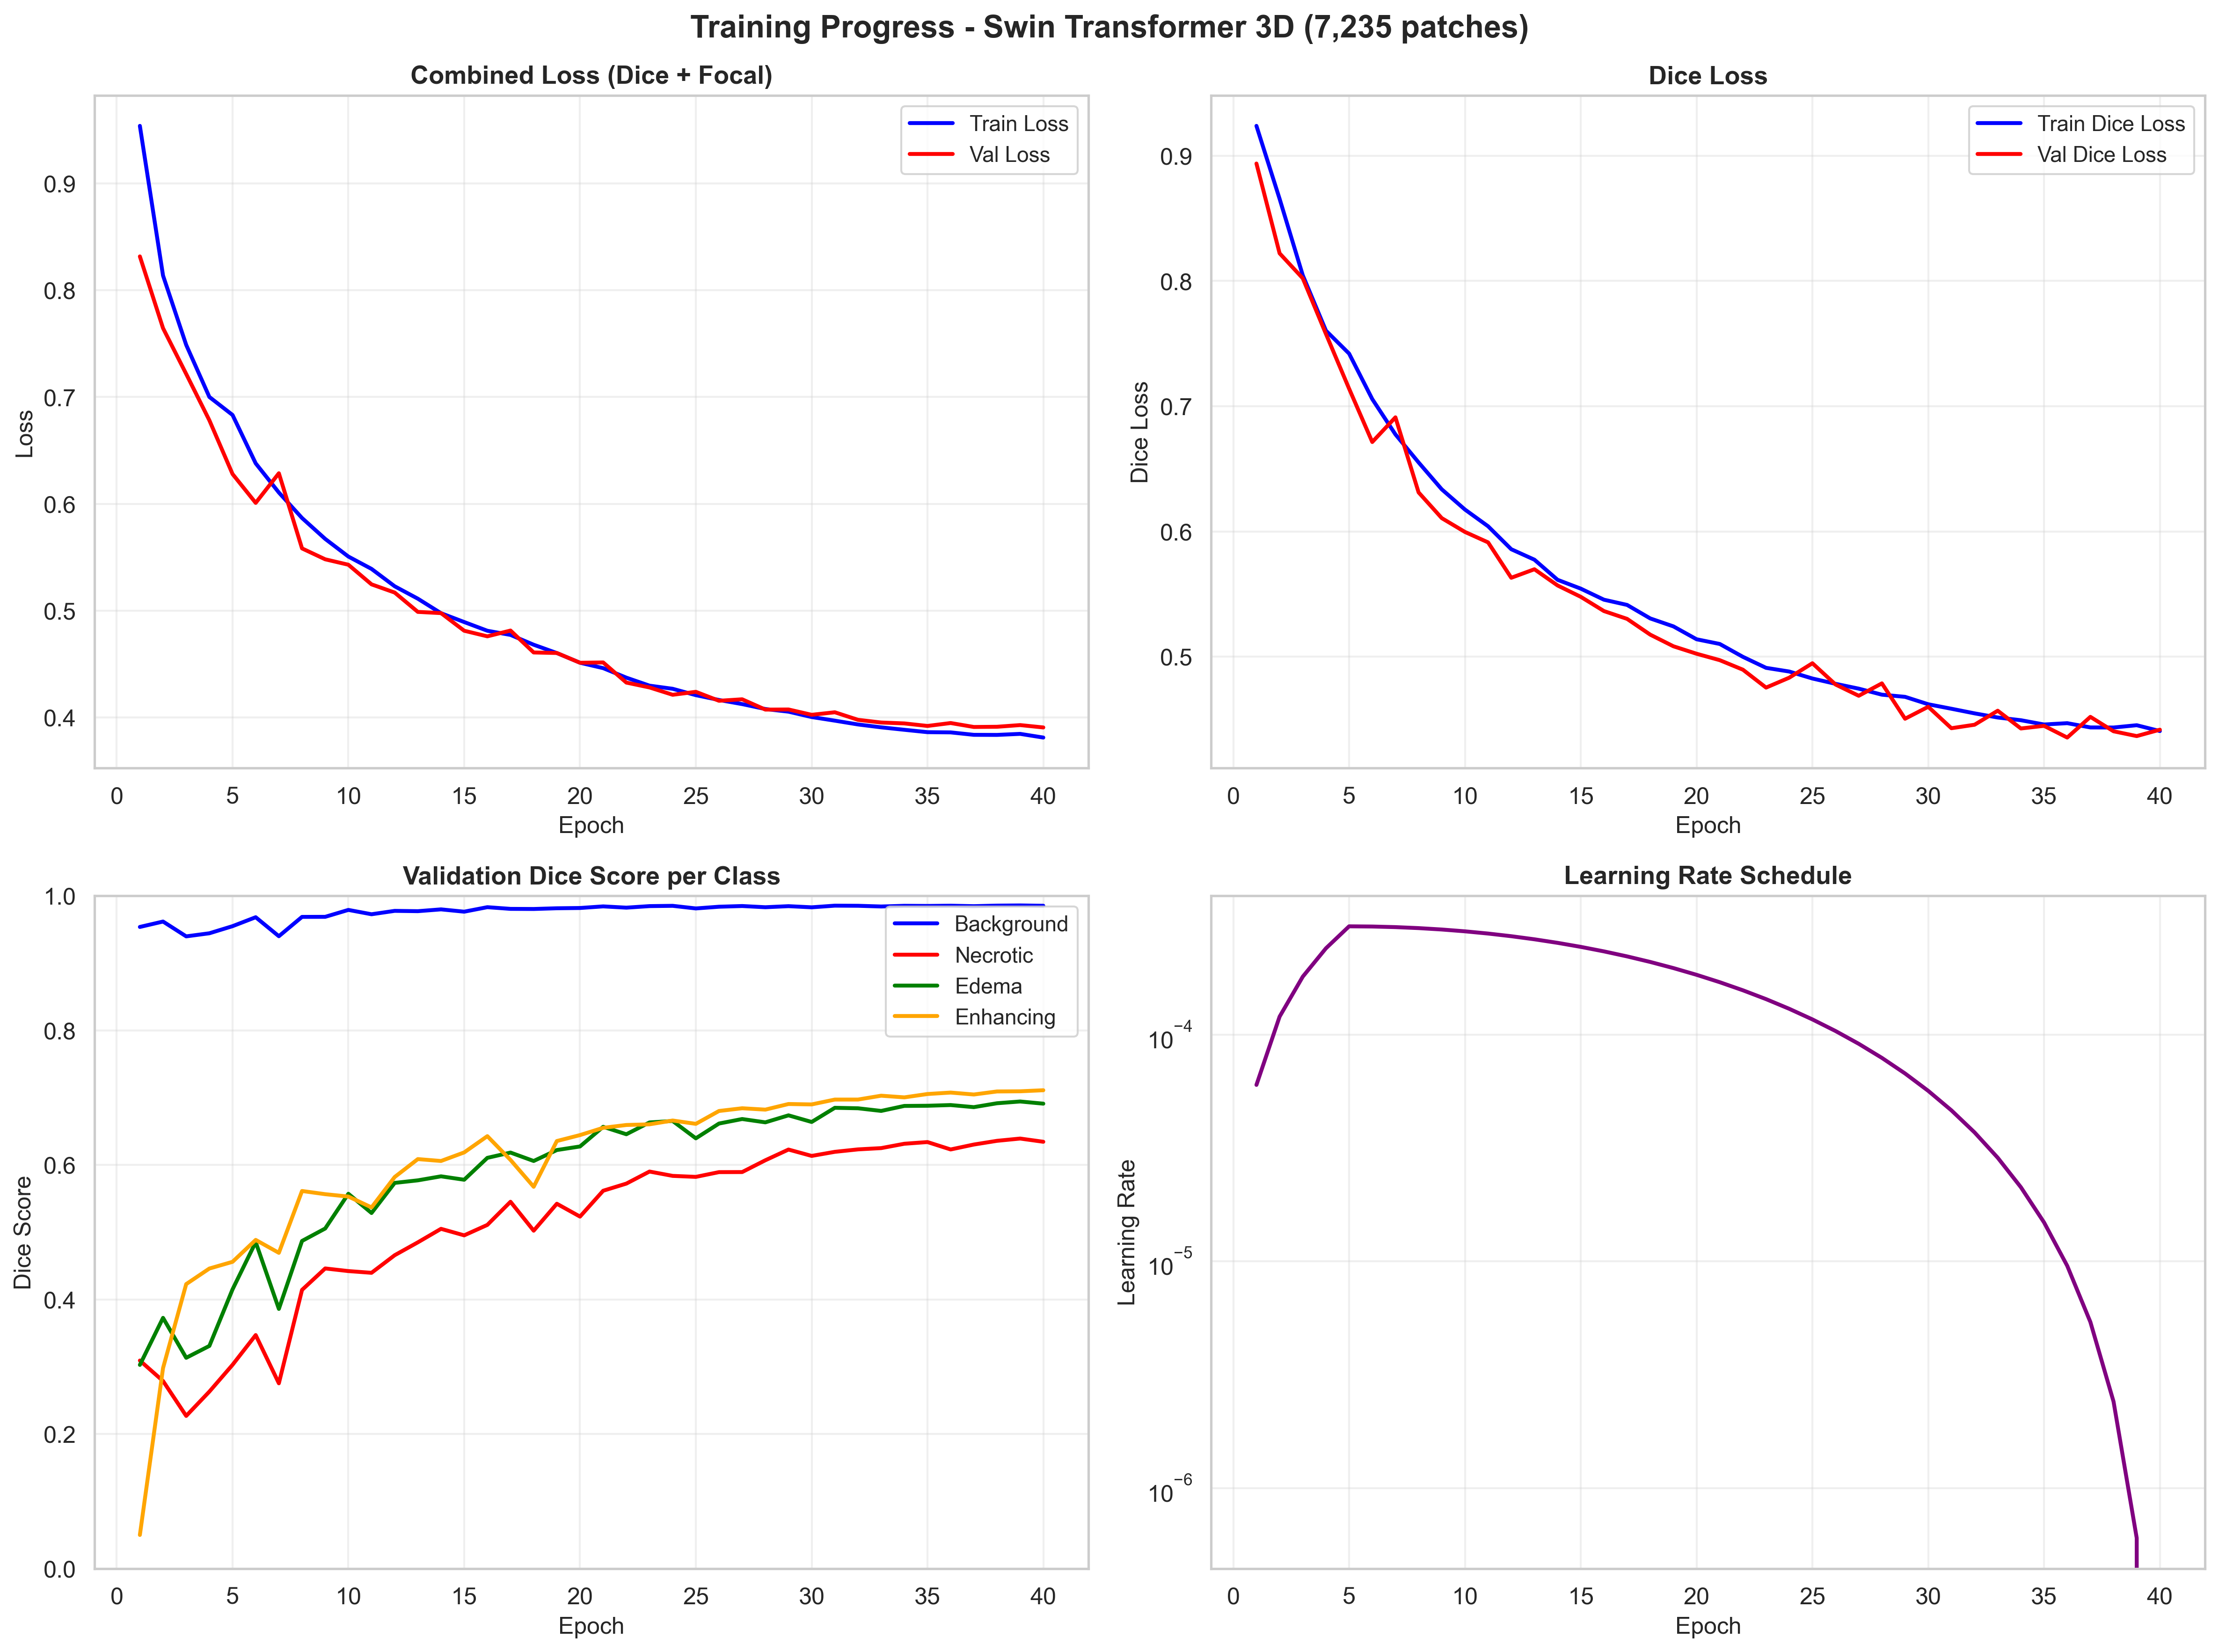 Training Progress - Swin Transformer 3D (7,235 patches)
Combined Loss (Dice + Focal)
Train Loss
Val Loss
0.9
0.8
0.7
0.6
0.5
0.4
Loss
0 5 10 15 20 25 30 35 40
Epoch
Dice Loss
Train Dice Loss
Val Dice Loss
0.9
0.8
0.7
0.6
0.5
Dice Loss
0 5 10 15 20 25 30 35 40
Epoch
Validation Dice Score per Class
Background
Necrotic
Edema
Enhancing
1.0
0.8
0.6
0.4
0.2
0.0
Dice Score
0 5 10 15 20 25 30 35 40
Epoch
Learning Rate Schedule
10⁻⁴
10⁻⁵
10⁻⁶
Learning Rate
0 5 10 15 20 25 30 35 40
Epoch